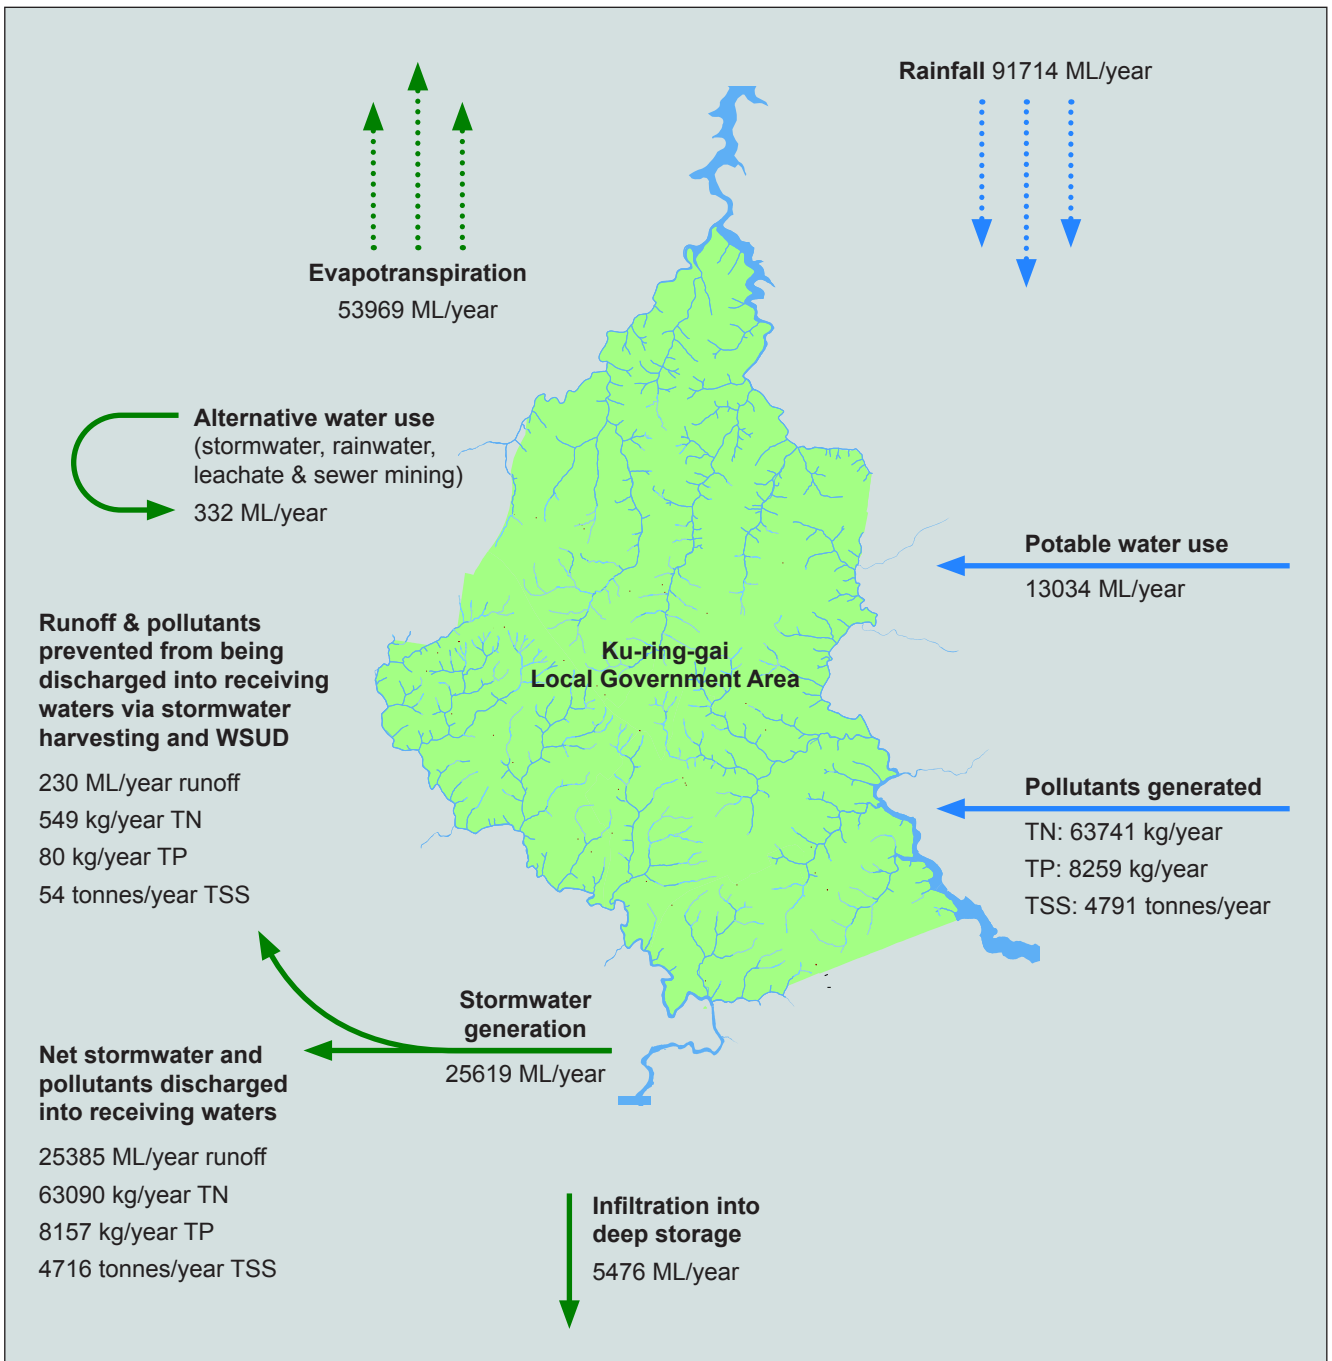 Rainfall 91714 ML/year
Evapotranspiration
53969 ML/year
Alternative water use
(stormwater, rainwater,
leachate & sewer mining)
332 ML/year
Potable water use
13034 ML/year
Runoff & pollutants
prevented from being
discharged into receiving
waters via stormwater
harvesting and WSUD
230 ML/year runoff
549 kg/year TN
80 kg/year TP
54 tonnes/year TSS
Ku-ring-gai
Local Government Area
Pollutants generated
TN: 63741 kg/year
TP: 8259 kg/year
TSS: 4791 tonnes/year
Stormwater
generation
25619 ML/year
Net stormwater and
pollutants discharged
into receiving waters
25385 ML/year runoff
63090 kg/year TN
8157 kg/year TP
4716 tonnes/year TSS
Infiltration into
deep storage
5476 ML/year